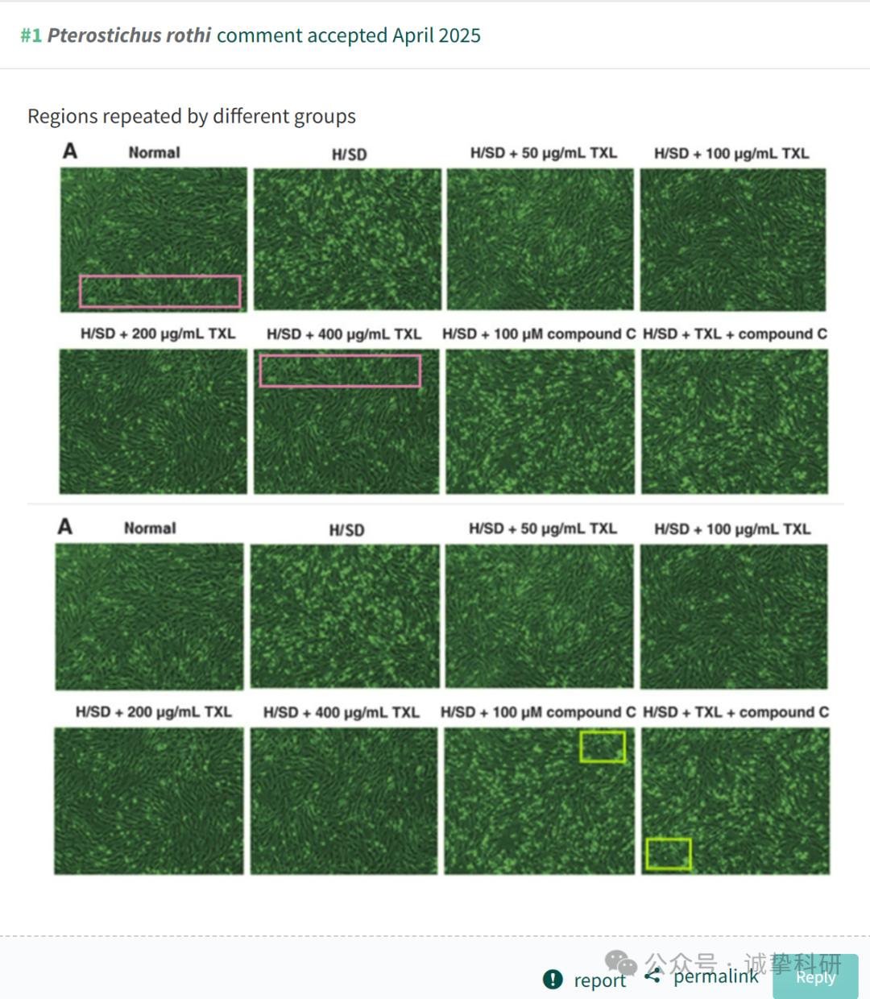 #1 Pterostichus rothi comment accepted April 2025
Regions repeated by different groups
A Normal H/SD H/SD + 50 µg/mL TXL H/SD + 100 µg/mL TXL
H/SD + 200 µg/mL TXL H/SD + 400 µg/mL TXL H/SD + 100 µM compound C H/SD + TXL + compound C
A Normal H/SD H/SD + 50 µg/mL TXL H/SD + 100 µg/mL TXL
H/SD + 200 µg/mL TXL H/SD + 400 µg/mL TXL H/SD + 100 µM compound C H/SD + TXL + compound C
公众号 · 诚挚科研
report permalink Reply